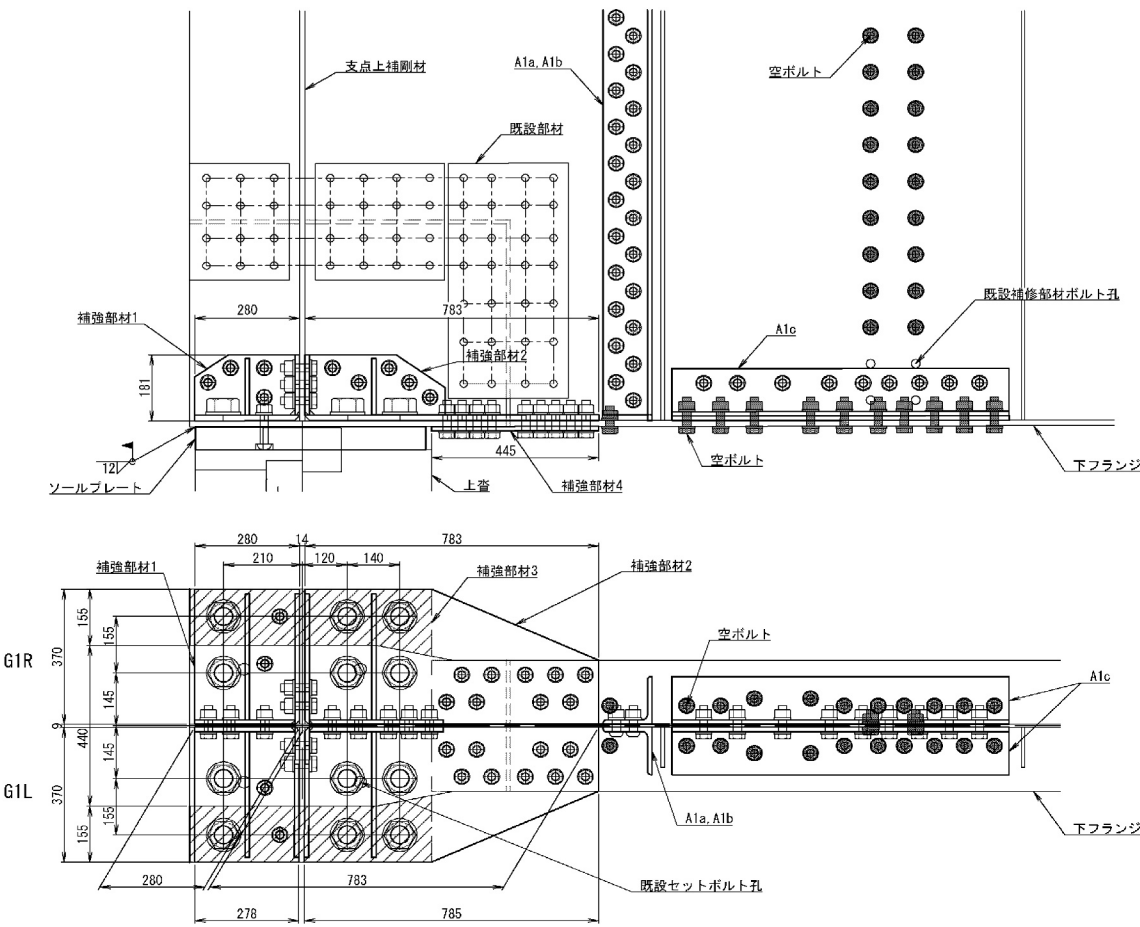 支点上補剛材
A1a,A1b
空ボルト
既設部材
280
783
既設補修部材ボルト孔
補強部材1
A1c
補強部材2
181
12
445
空ボルト
下フランジ
ソールプレート
上沓
補強部材4
280
14
783
補強部材1
210
120
140
補強部材3
補強部材2
155
155
空ボルト
G1R
370
A1c
145
9
440
145
G1L
370
155
155
A1a,A1b
下フランジ
280
783
既設セットボルト孔
278
785